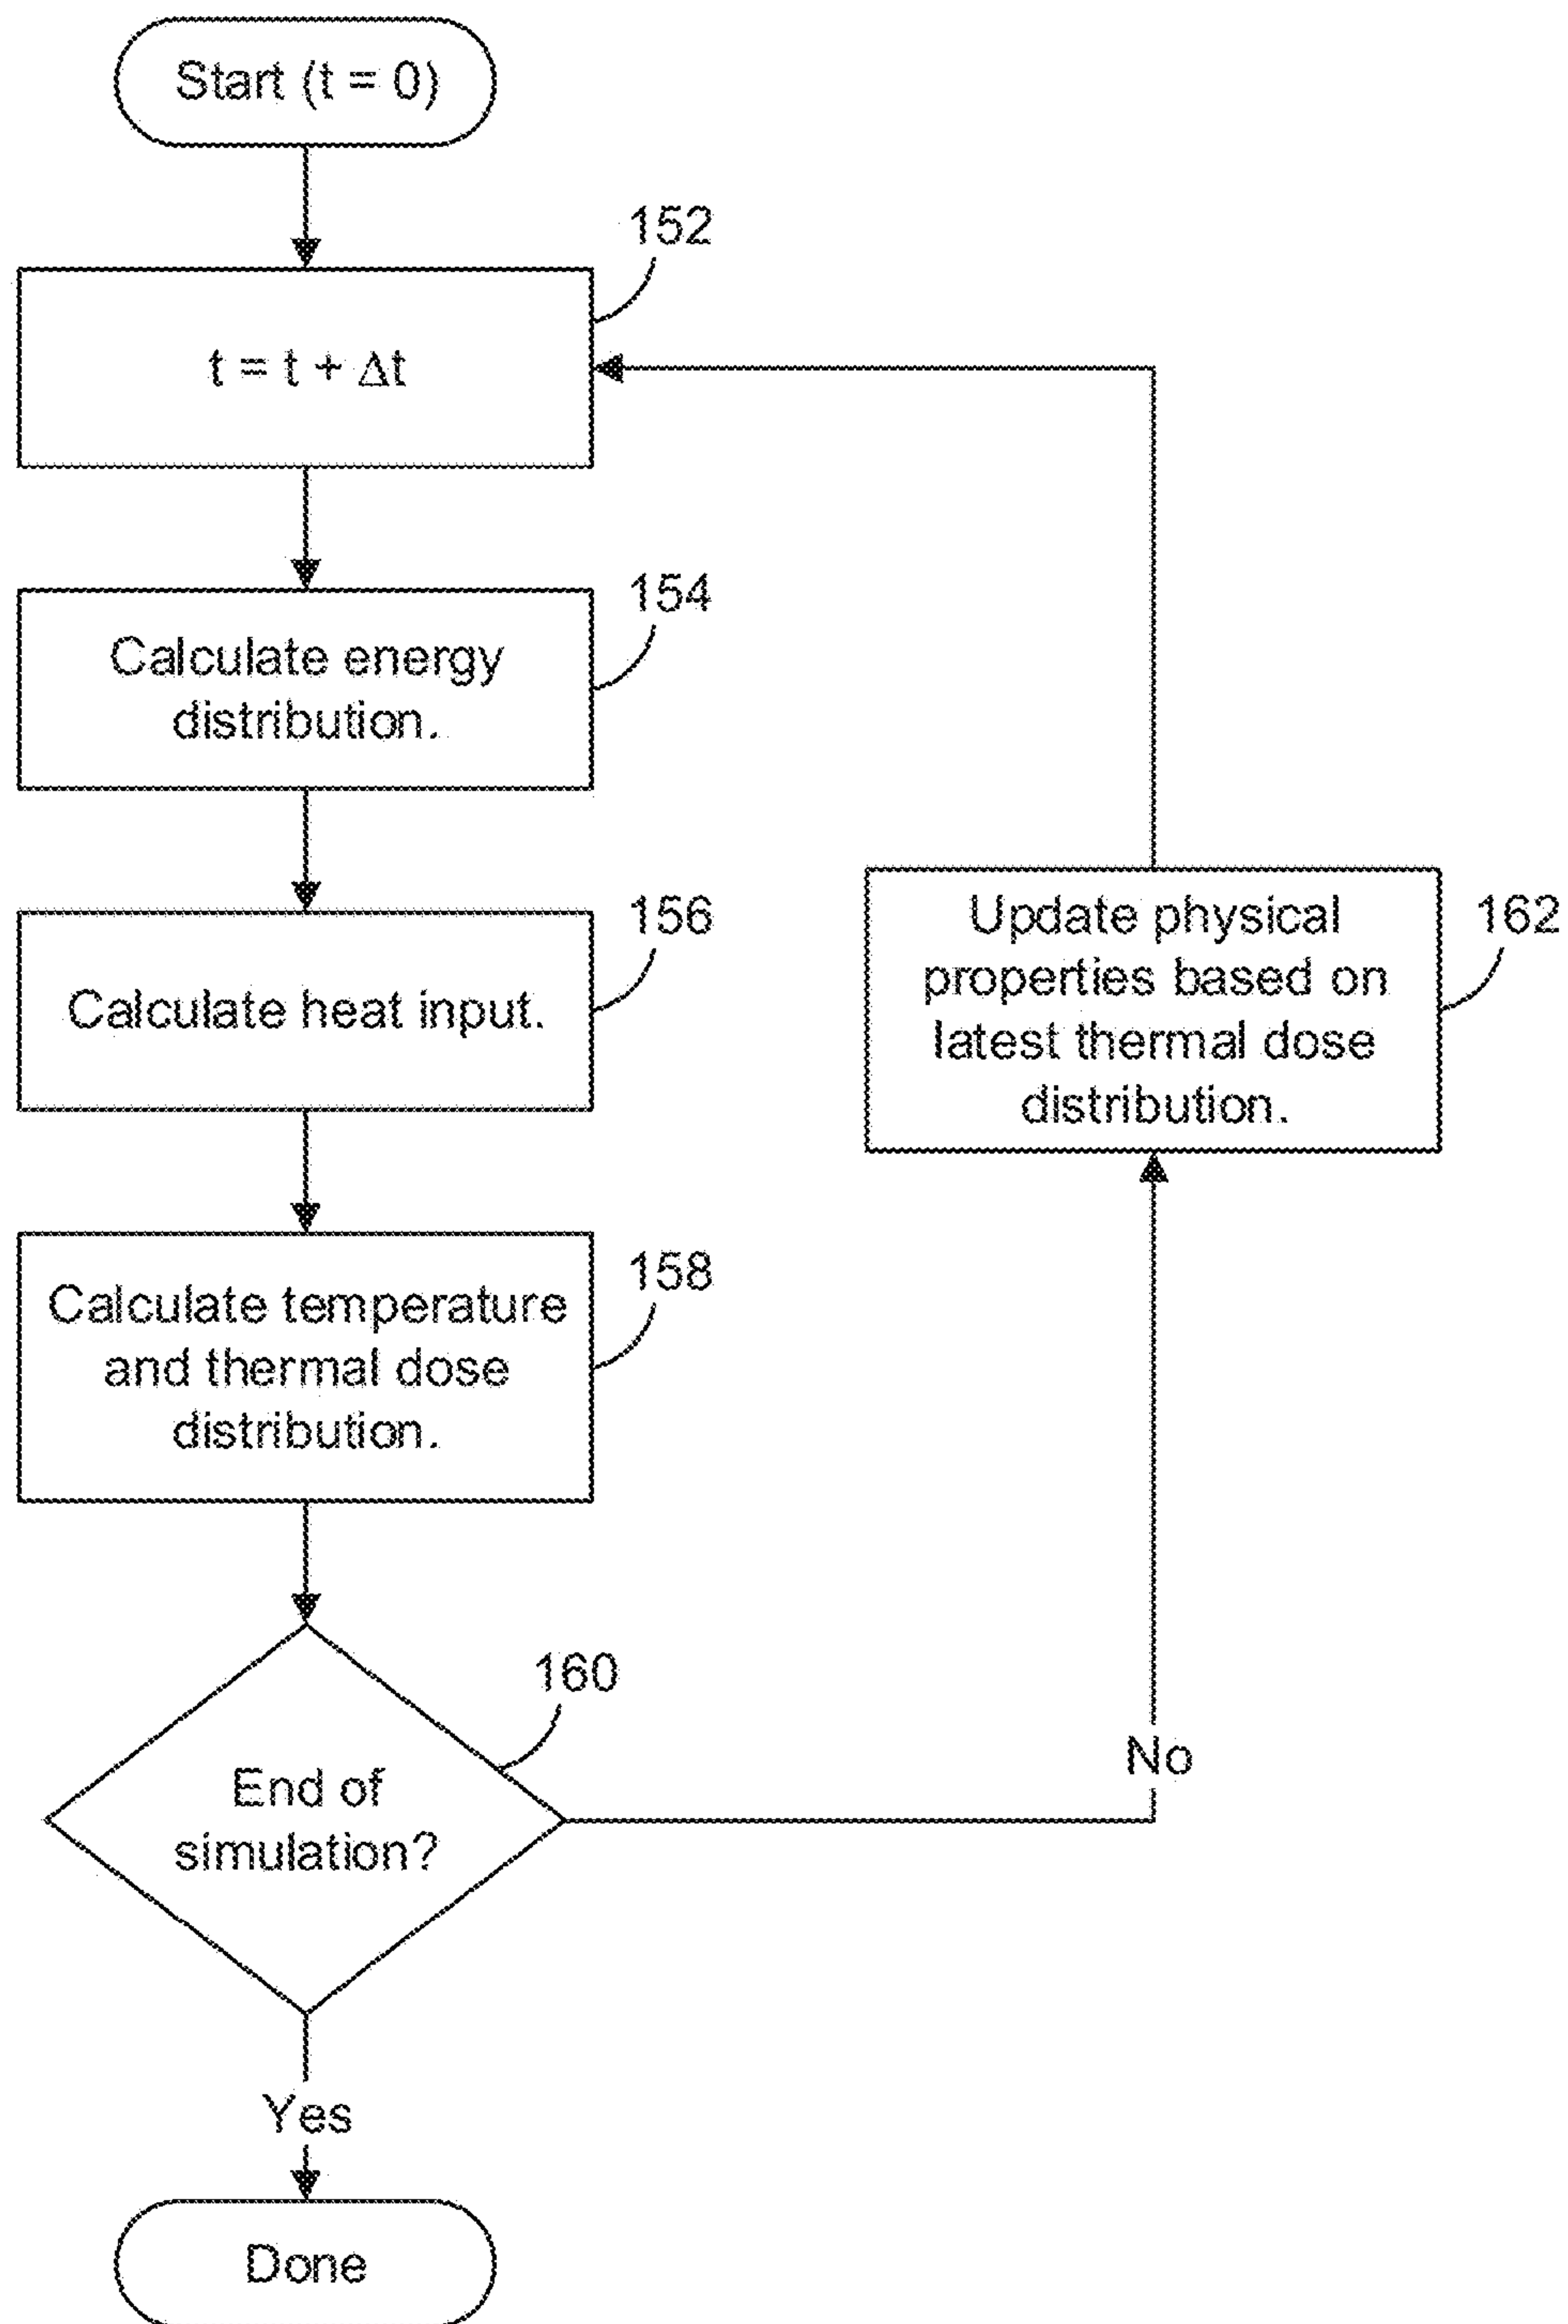 Start (t = 0)
152
t = t + Δt
154
Calculate energy
distribution.
156
Calculate heat input.
162
Update physical
properties based on
latest thermal dose
distribution.
158
Calculate temperature
and thermal dose
distribution.
160
End of
simulation?
No
Yes
Done